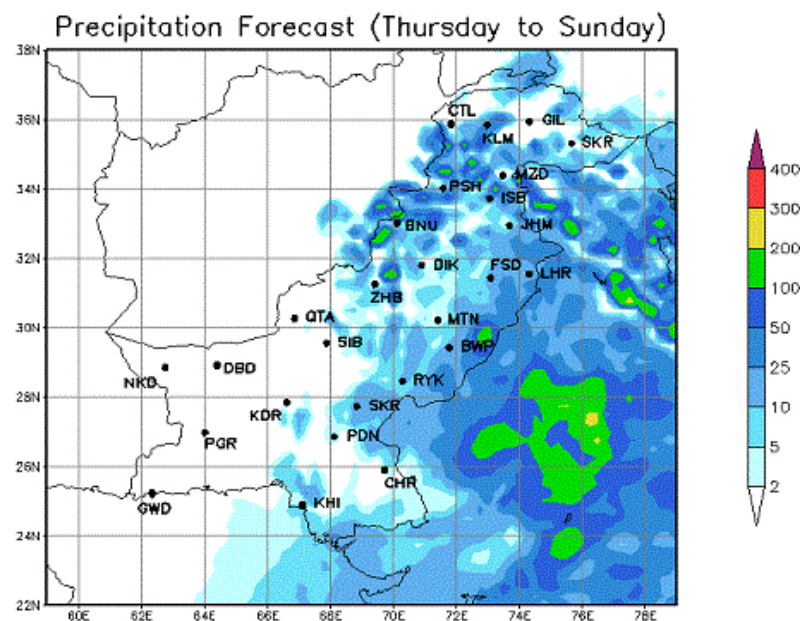 Precipitation Forecast (Thursday to Sunday)
38N
36N
34N
32N
30N
28N
26N
24N
22N
60E
62E
64E
66E
68E
70E
72E
74E
76E
78E
CTL
KLM
GIL
SKR
PSH
MZD
ISB
BNU
JHM
DIK
FSD
LHR
ZHB
QTA
MTN
SIB
BWP
NKD
DBD
RYK
KDR
SKR
PGR
PDN
CHR
GWD
KHI
400
300
200
100
50
25
10
5
2